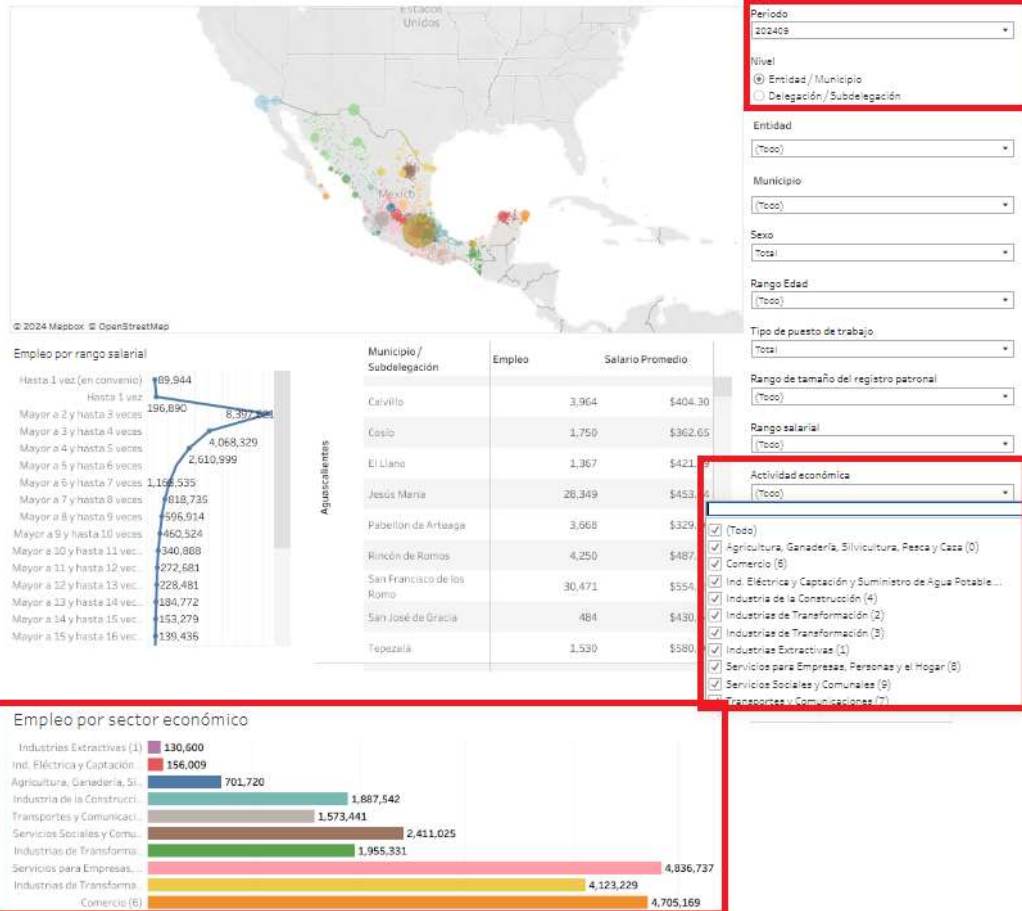 Estados
Unidos
México
© 2024 Mapbox © OpenStreetMap
Periodo
202409
Nivel
Entidad / Municipio
Delegación / Subdelegación
Entidad
(Todo)
Municipio
(Todo)
Sexo
Total
Rango Edad
(Todo)
Tipo de puesto de trabajo
Total
Rango de tamaño del registro patronal
(Todo)
Rango salarial
(Todo)
Actividad económica
(Todo)
(Todo)
Agricultura, Ganadería, Silvicultura, Pesca y Caza (0)
Comercio (6)
Ind. Eléctrica y Captación y Suministro de Agua Potable ...
Industria de la Construcción (4)
Industrias de Transformación (2)
Industrias de Transformación (3)
Industrias Extractivas (1)
Servicios para Empresas, Personas y el Hogar (8)
Servicios Sociales y Comunales (9)
Transportes y Comunicaciones (7)
Empleo por rango salarial
Hasta 1 vez (en convenio) 89,944
Hasta 1 vez 196,890
Mayor a 2 y hasta 3 veces
Mayor a 3 y hasta 4 veces 4,068,329
Mayor a 4 y hasta 5 veces 2,610,999
Mayor a 5 y hasta 6 veces
Mayor a 6 y hasta 7 veces
Mayor a 7 y hasta 8 veces 818,735
Mayor a 8 y hasta 9 veces 596,914
Mayor a 9 y hasta 10 veces 460,524
Mayor a 10 y hasta 11 vec.. 340,888
Mayor a 11 y hasta 12 vec.. 272,681
Mayor a 12 y hasta 13 vec.. 228,481
Mayor a 13 y hasta 14 vec.. 184,772
Mayor a 14 y hasta 15 vec.. 153,279
Mayor a 15 y hasta 16 vec.. 139,436
Municipio /
Subdelegación
Empleo Salario Promedio
Aguascalientes
Calvillo 3,964 $404.30
Cosío 1,750 $362.65
El Llano 1,367 $421.
Jesús María 28,349 $453.
Pabellón de Arteaga 3,668 $329.
Rincón de Romos 4,250 $487.
San Francisco de los
Romo 30,471 $554.
San José de Gracia 484 $430.
Tepezalá 1,530 $580.
Empleo por sector económico
Industrias Extractivas (1) 130,600
Ind. Eléctrica y Captación .. 156,009
Agricultura, Ganadería, Si.. 701,720
Industria de la Construcci.. 1,887,542
Transportes y Comunicaci.. 1,573,441
Servicios Sociales y Comu.. 2,411,025
Industrias de Transforma.. 1,955,331
Servicios para Empresas, .. 4,836,737
Industrias de Transforma.. 4,123,229
Comercio (6) 4,705,169